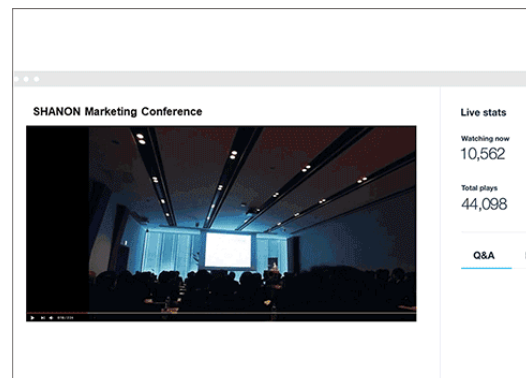 SHANON Marketing Conference
Live stats
Watching now
10,562
Total plays
44,098
Q&A